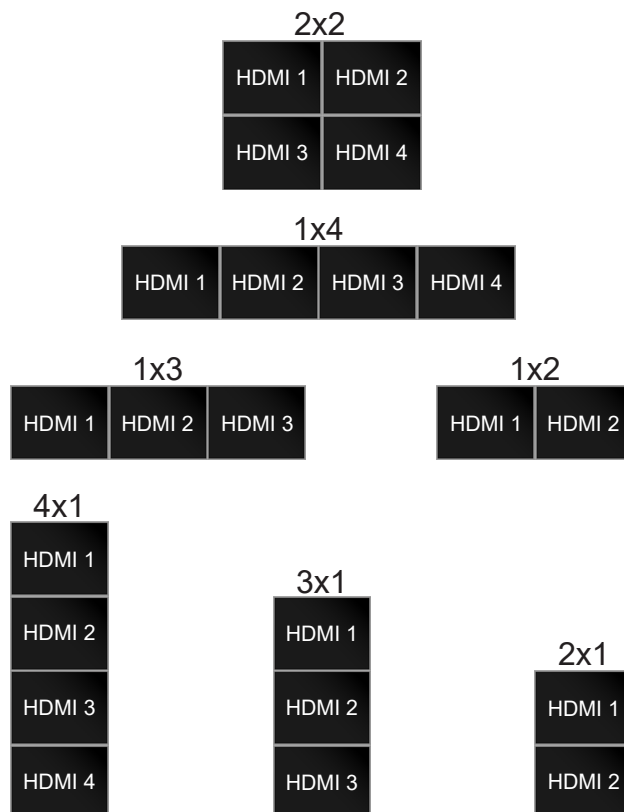 2x2
HDMI 1 HDMI 2
HDMI 3 HDMI 4
1x4
HDMI 1 HDMI 2 HDMI 3 HDMI 4
1x3
HDMI 1 HDMI 2 HDMI 3
1x2
HDMI 1 HDMI 2
4x1
HDMI 1
HDMI 2
HDMI 3
HDMI 4
3x1
HDMI 1
HDMI 2
HDMI 3
2x1
HDMI 1
HDMI 2